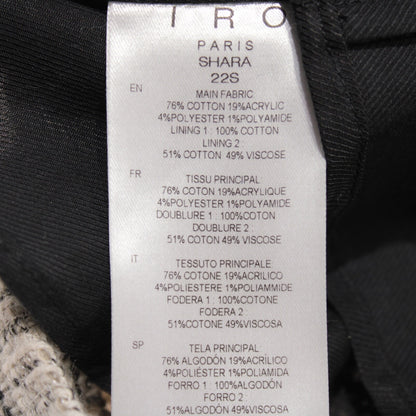 IRO
PARIS
SHARA
22S
EN
MAIN FABRIC
76% COTTON 19%ACRYLIC
4%POLYESTER 1%POLYAMIDE
LINING 1 : 100% COTTON
LINING 2 :
51% COTTON 49% VISCOSE
FR
TISSU PRINCIPAL
76% COTON 19%ACRYLIQUE
4%POLYESTER 1%POLYAMIDE
DOUBLURE 1 : 100%COTON
DOUBLURE 2 :
51% COTON 49% VISCOSE
IT
TESSUTO PRINCIPALE
76% COTONE 19%ACRILICO
4%POLIESTERE 1%POLIAMMIDE
FODERA 1 : 100%COTONE
FODERA 2
51%COTONE 49%VISCOSA
SP
TELA PRINCIPAL
76% ALGODÓN 19%ACRÍLICO
4%POLIÉSTER 1%POLIAMIDA
FORRO 1 : 100%ALGODÓN
FORRO 2
51%ALGODÓN 49%VISCOSA